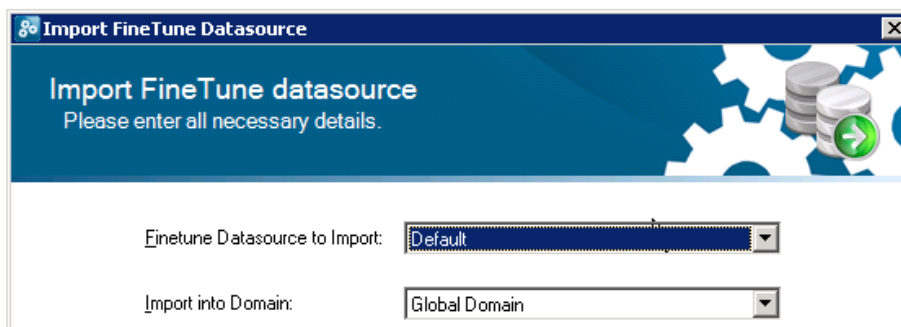 Import FineTune Datasource
Import FineTune datasource
Please enter all necessary details.
Finetune Datasource to Import: Default
Import into Domain: Global Domain